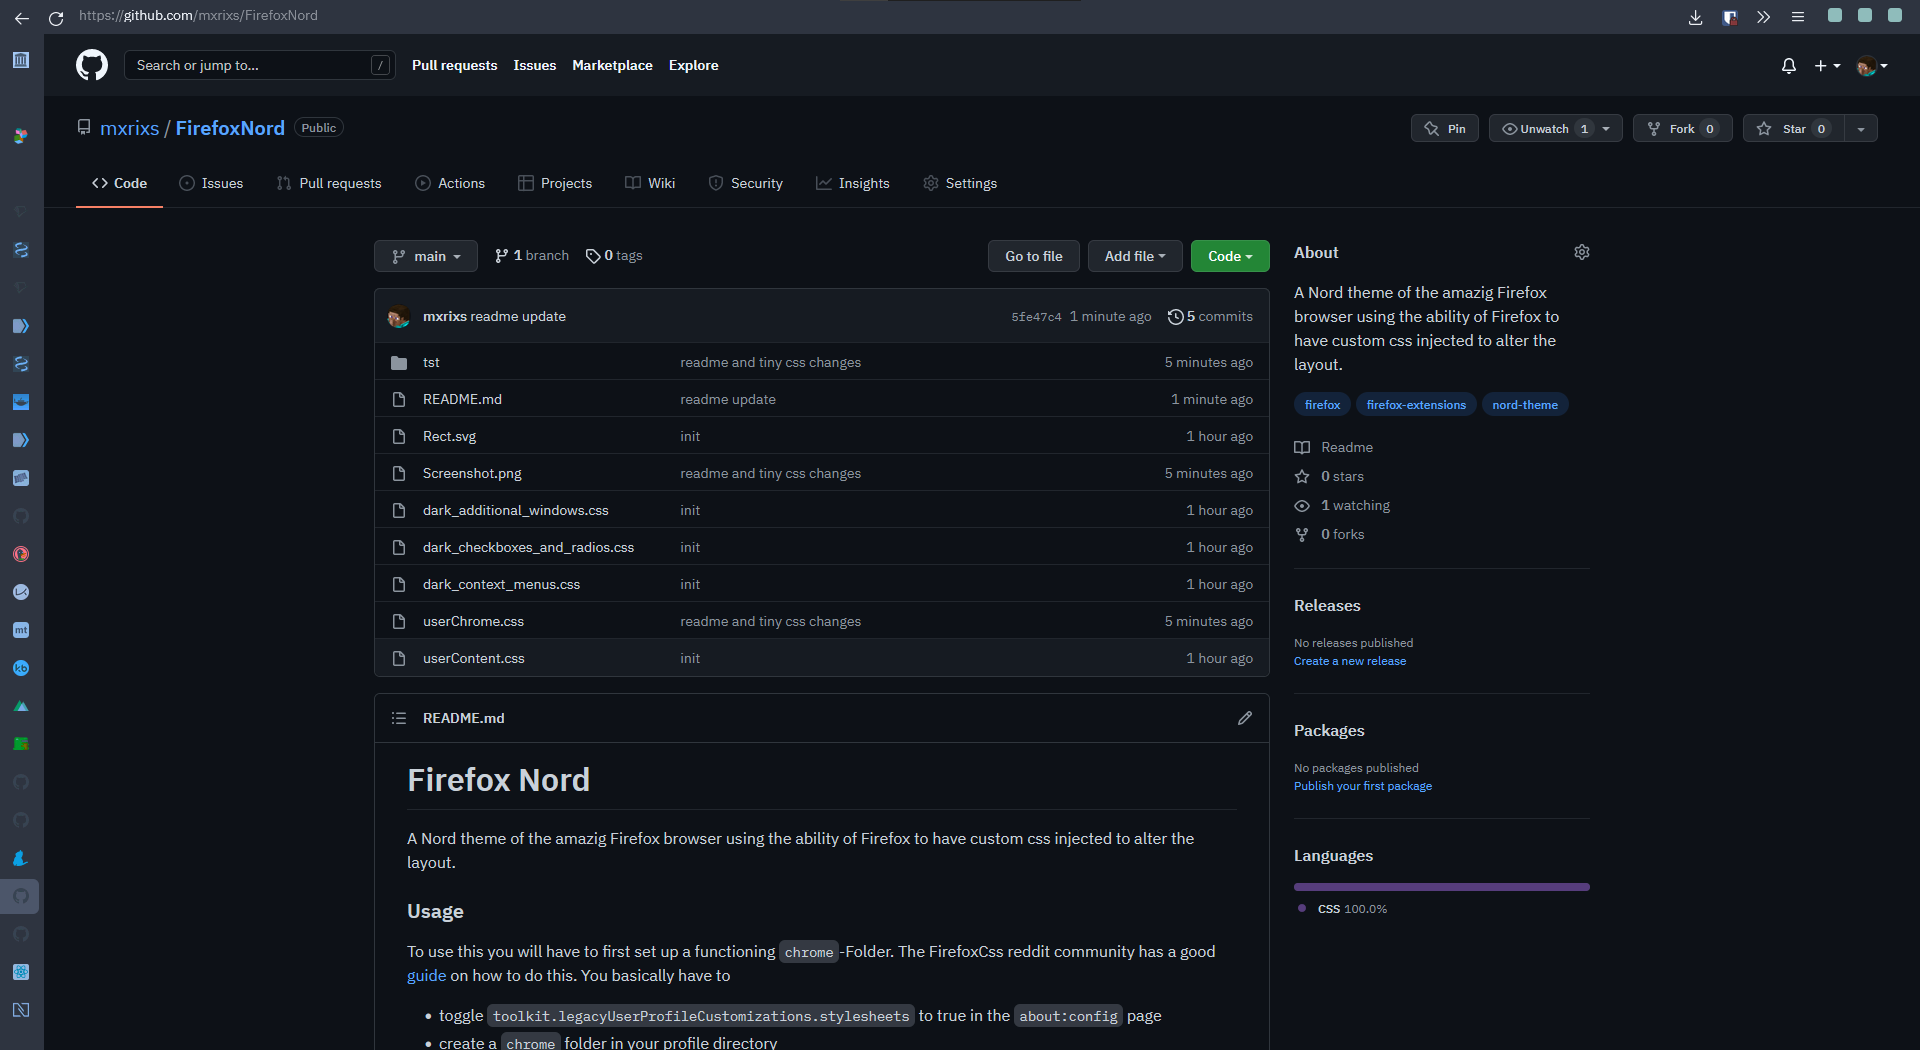 https://github.com/mxrixs/FirefoxNord
Search or jump to... /
Pull requests Issues Marketplace Explore
mxrixs / FirefoxNord Public
Pin Unwatch 1 Fork 0 Star 0
Code Issues Pull requests Actions Projects Wiki Security Insights Settings
main 1 branch 0 tags Go to file Add file Code
mxrixs readme update 5fe47c4 1 minute ago 5 commits
tst readme and tiny css changes 5 minutes ago
README.md readme update 1 minute ago
Rect.svg init 1 hour ago
Screenshot.png readme and tiny css changes 5 minutes ago
dark_additional_windows.css init 1 hour ago
dark_checkboxes_and_radios.css init 1 hour ago
dark_context_menus.css init 1 hour ago
userChrome.css readme and tiny css changes 5 minutes ago
userContent.css init 1 hour ago
README.md
Firefox Nord
A Nord theme of the amazig Firefox browser using the ability of Firefox to have custom css injected to alter the
layout.
Usage
To use this you will have to first set up a functioning chrome-Folder. The FirefoxCss reddit community has a good
guide on how to do this. You basically have to
• toggle toolkit.legacyUserProfileCustomizations.stylesheets to true in the about:config page
• create a chrome folder in your profile directory
About
A Nord theme of the amazig Firefox
browser using the ability of Firefox to
have custom css injected to alter the
layout.
firefox firefox-extensions nord-theme
Readme
0 stars
1 watching
0 forks
Releases
No releases published
Create a new release
Packages
No packages published
Publish your first package
Languages
CSS 100.0%
mt
kb